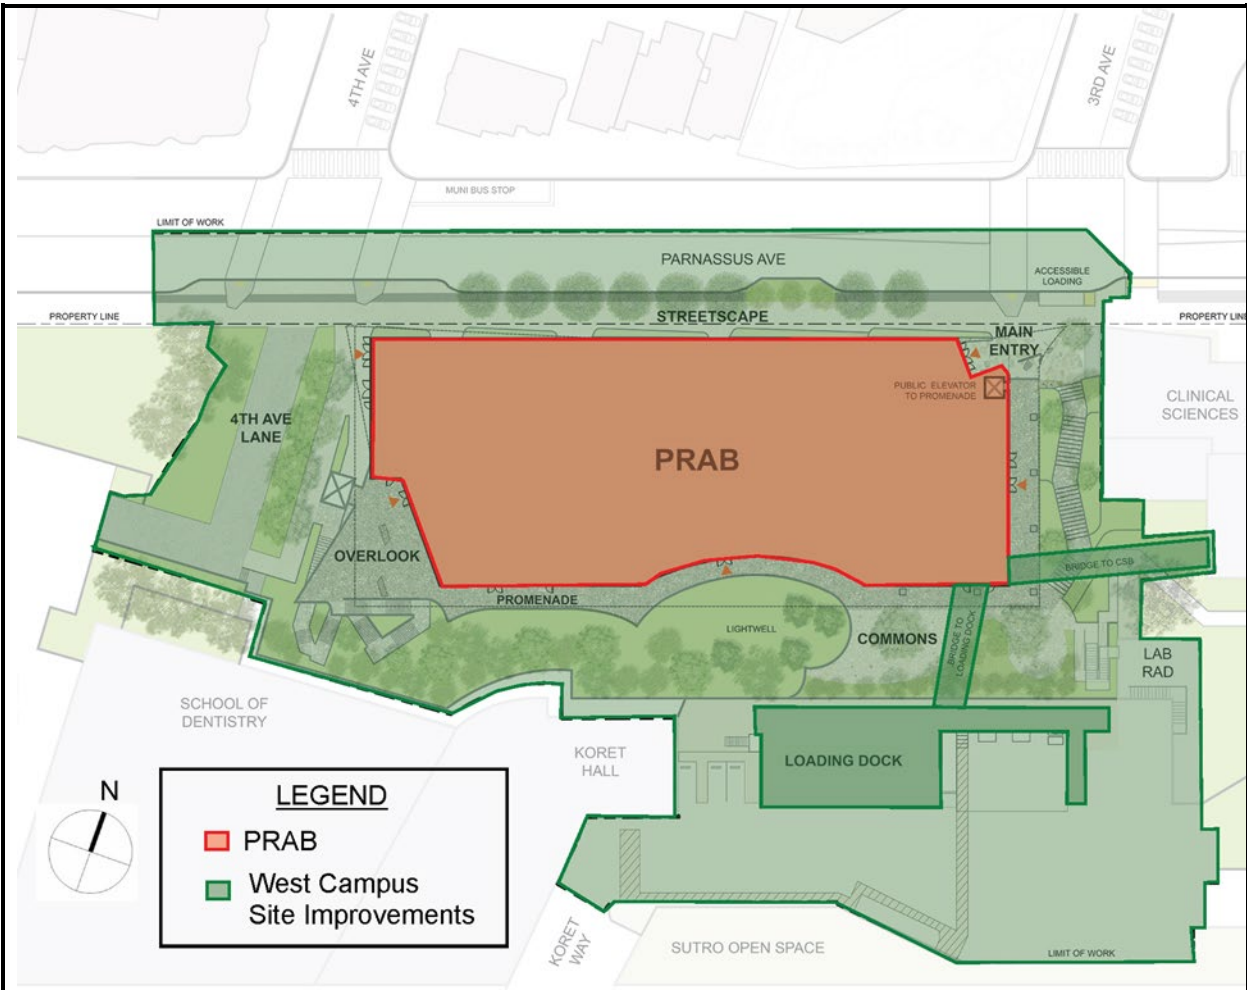 4TH AVE
3RD AVE
MUNI BUS STOP
LIMIT OF WORK
PARNASSUS AVE
ACCESSIBLE
LOADING
PROPERTY LINE
STREETSCAPE
PROPERTY LINE
MAIN
ENTRY
PUBLIC ELEVATOR
TO PROMENADE
CLINICAL
SCIENCES
4TH AVE
LANE
PRAB
OVERLOOK
BRIDGE TO CSB
PROMENADE
LIGHTWELL
COMMONS
BRIDGE TO
LOADING DOCK
LAB
RAD
SCHOOL OF
DENTISTRY
KORET
HALL
LOADING DOCK
N
LEGEND
PRAB
West Campus
Site Improvements
KORET
WAY
SUTRO OPEN SPACE
LIMIT OF WORK